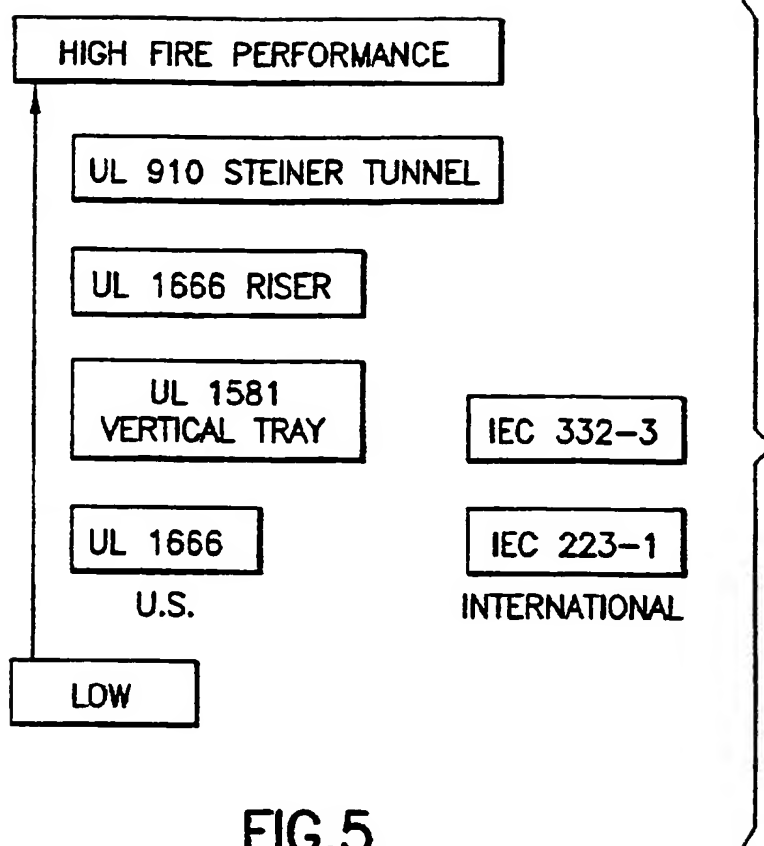 HIGH FIRE PERFORMANCE
UL 910 STEINER TUNNEL
UL 1666 RISER
UL 1581
VERTICAL TRAY
IEC 332-3
UL 1666
IEC 223-1
U.S.
INTERNATIONAL
LOW
FIG.5